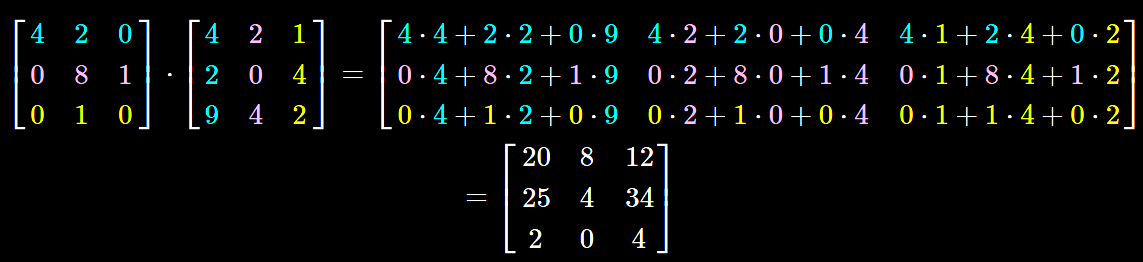 [4 2 0] · [4 2 1] = [4 · 4 + 2 · 2 + 0 · 9 4 · 2 + 2 · 0 + 0 · 4 4 · 1 + 2 · 4 + 0 · 2]
[0 8 1] [2 0 4] [0 · 4 + 8 · 2 + 1 · 9 0 · 2 + 8 · 0 + 1 · 4 0 · 1 + 8 · 4 + 1 · 2]
[0 1 0] [9 4 2] [0 · 4 + 1 · 2 + 0 · 9 0 · 2 + 1 · 0 + 0 · 4 0 · 1 + 1 · 4 + 0 · 2]
= [20 8 12]
[25 4 34]
[2 0 4]